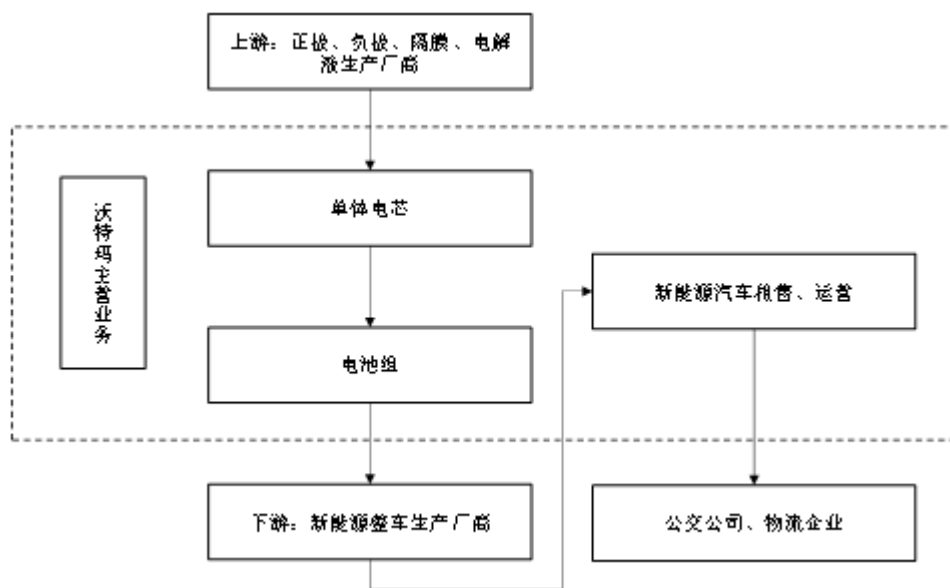 上游：正极、负极、隔膜、电解
液生产厂商
沃特玛主营业务
单体电芯
新能源汽车租售、运营
电池组
下游：新能源整车生产厂商
公交公司、物流企业